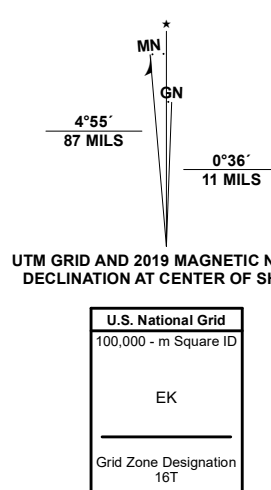 ★
MN
GN
4°55´
87 MILS
0°36´
11 MILS
UTM GRID AND 2019 MAGNETIC
DECLINATION AT CENTER OF
U.S. National Grid
100,000 - m Square ID
EK
Grid Zone Designation
16T